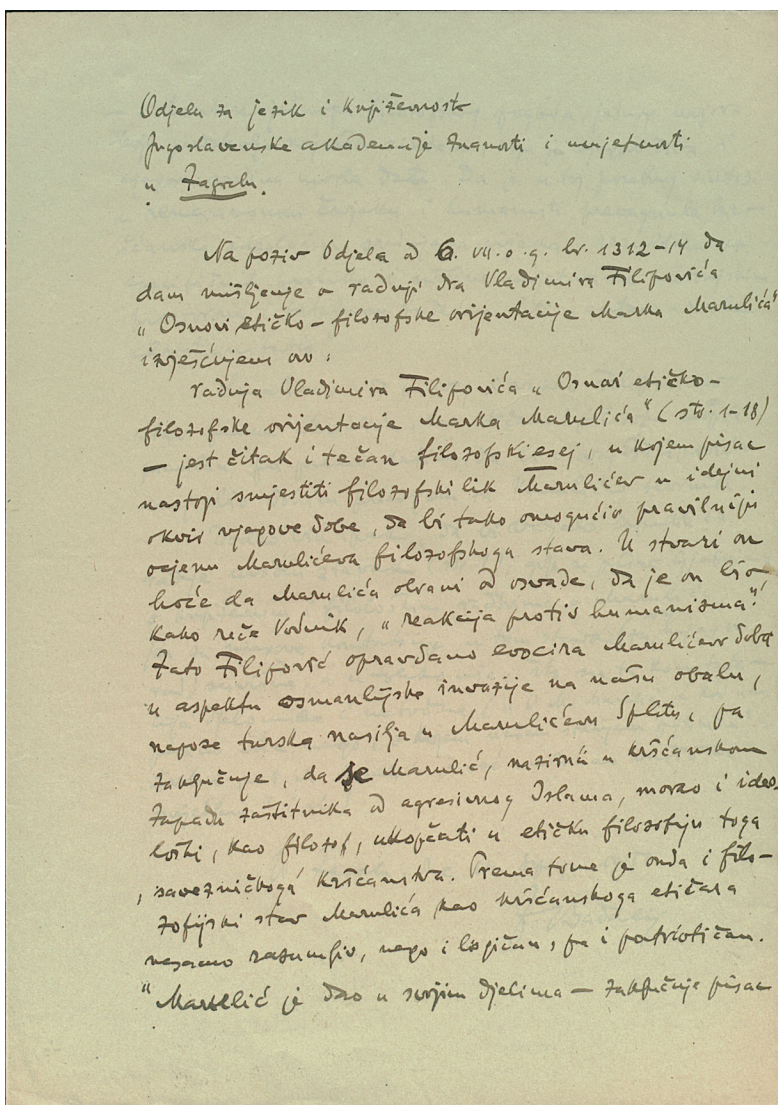 Odjelu za jezik i književnost
Jugoslavenske akademije znanosti i umjetnosti
u Zagrebu.
Na poziv Odjela od 6. VII. o. g. br. 1312-14 da
dam mišljenje o radnji dra Vladimira Filipovića
„Osnovi etičko-filozofske orijentacije Marka Marulića“
izvješćujem ovo:
radnja Vladimira Filipovića „Osnovi etičko-
filozofske orijentacije Marka Marulića“ (str. 1-18)
— jest čitak i tečan filozofski esej, u kojem pisac
nastoji smjestiti filozofski lik Marulićev u idejni
okvir njegove dobe, da bi tako omogućio pravilniju
ocjenu Marulićeva filozofskoga stava. U stvari on
hoće da Marulića obrani od osvade, da je on bio,
kako reče Vodnik, „reakcija protiv humanizma“.
Zato Filipović opravdano evocira Marulićevu dobu
u aspektu osmanlijske invazije na našu obalu,
napose turska nasilja u Marulićevu Splitu, pa
zaključuje, da je Marulić, nazirući u kršćanskom
Zapadu zaštitnika od agresivnog Islama, morao i ideo-
loški, kao filozof, ukopčati u etičku filozofiju toga
, savezničkoga kršćanstva. Prema tome je onda i filo-
zofijski stav Marulića kao kršćanskoga etičara
nesamo razumljiv, nego i logičan, pa i patriotičan.
„Marulić je dao u svojim djelima — zaključuje pisac